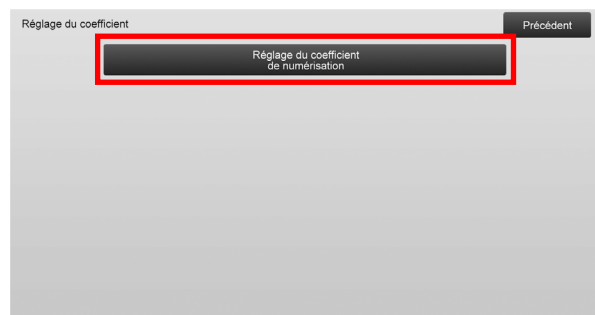 Réglage du coefficient
Précédent
Réglage du coefficient
de numérisation